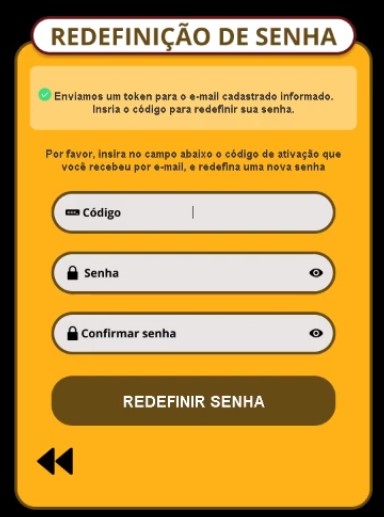 REDEFINIÇÃO DE SENHA
Enviamos um token para o e-mail cadastrado informado.
Insria o código para redefinir sua senha.
Por favor, insira no campo abaixo o código de ativação que
você recebeu por e-mail, e redefina uma nova senha
Código
Senha
Confirmar senha
REDEFINIR SENHA